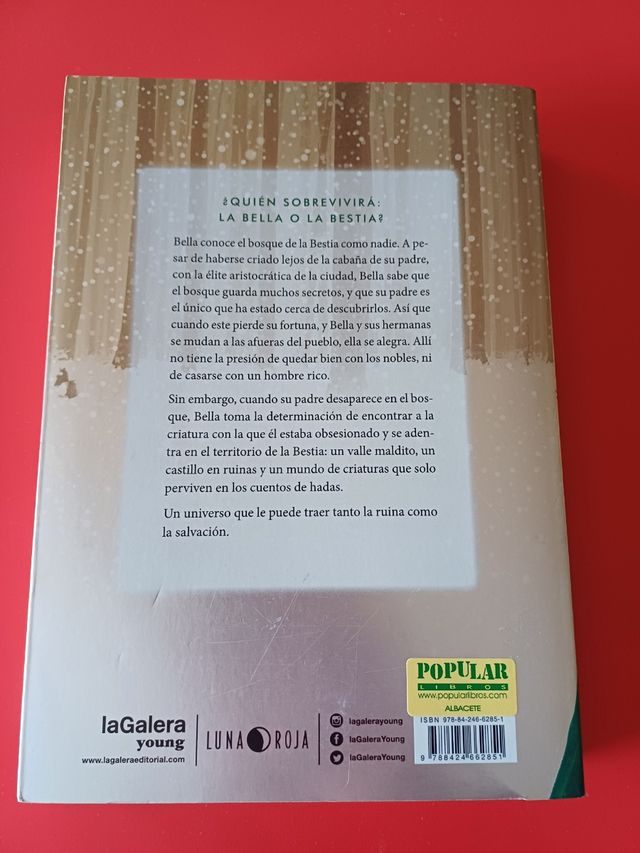 ¿QUIÉN SOBREVIVIRÁ:
LA BELLA O LA BESTIA?
Bella conoce el bosque de la Bestia como nadie. A pe-
sar de haberse criado lejos de la cabaña de su padre,
con la élite aristocrática de la ciudad, Bella sabe que
el bosque guarda muchos secretos, y que su padre es
el único que ha estado cerca de descubrirlos. Así que
cuando este pierde su fortuna, y Bella y sus hermanas
se mudan a las afueras del pueblo, ella se alegra. Allí
no tiene la presión de quedar bien con los nobles, ni
de casarse con un hombre rico.
Sin embargo, cuando su padre desaparece en el bos-
que, Bella toma la determinación de encontrar a la
criatura con la que él estaba obsesionado y se aden-
tra en el territorio de la Bestia: un valle maldito, un
castillo en ruinas y un mundo de criaturas que solo
perviven en los cuentos de hadas.
Un universo que le puede traer tanto la ruina como
la salvación.
POPULAR
LIBROS
www.popularlibros.com
ALBACETE
laGalera
young
www.lagaleraeditorial.com
LUNA ROJA
lagalerayoung
laGaleraYoung
laGaleraYoung
ISBN 978-84-246-6285-1
9 788424 662851